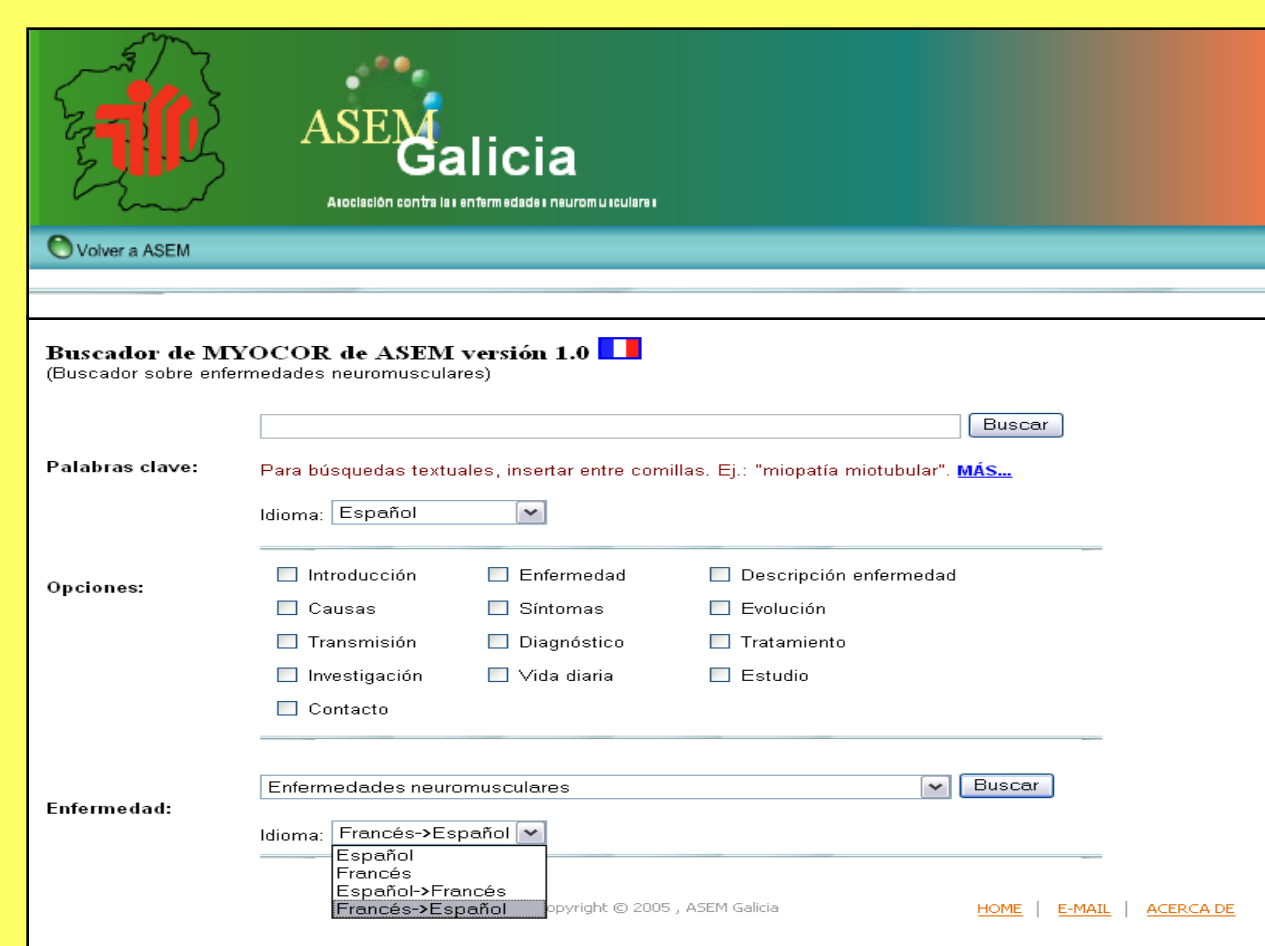 ASEM
Galicia
Asociación contra las enfermedades neuromusculares
Volver a ASEM
Buscador de MYOCOR de ASEM versión 1.0
(Buscador sobre enfermedades neuromusculares)
Buscar
Palabras clave:
Para búsquedas textuales, insertar entre comillas. Ej.: "miopatía miotubular". MÁS...
Idioma: Español
Opciones:
Introducción Enfermedad Descripción enfermedad
Causas Síntomas Evolución
Transmisión Diagnóstico Tratamiento
Investigación Vida diaria Estudio
Contacto
Enfermedades neuromusculares Buscar
Enfermedad:
Idioma: Francés->Español
Español
Francés
Español->Francés
Francés->Español
opyright © 2005 , ASEM Galicia HOME | E-MAIL | ACERCA DE